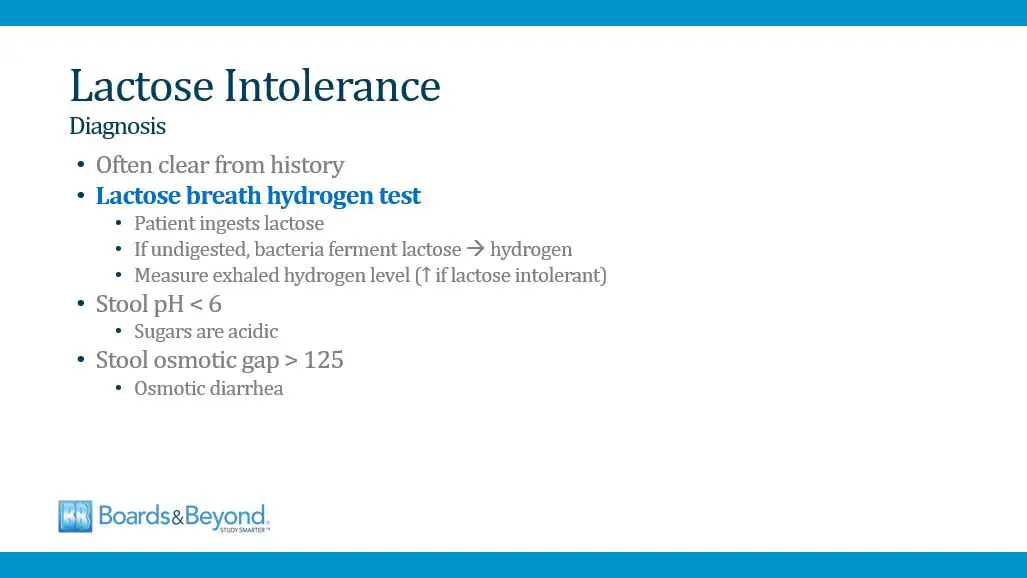 Lactose Intolerance
Diagnosis
• Often clear from history
• Lactose breath hydrogen test
• Patient ingests lactose
• If undigested, bacteria ferment lactose → hydrogen
• Measure exhaled hydrogen level (↑ if lactose intolerant)
• Stool pH < 6
• Sugars are acidic
• Stool osmotic gap > 125
• Osmotic diarrhea
BB Boards&Beyond®
STUDY SMARTER™